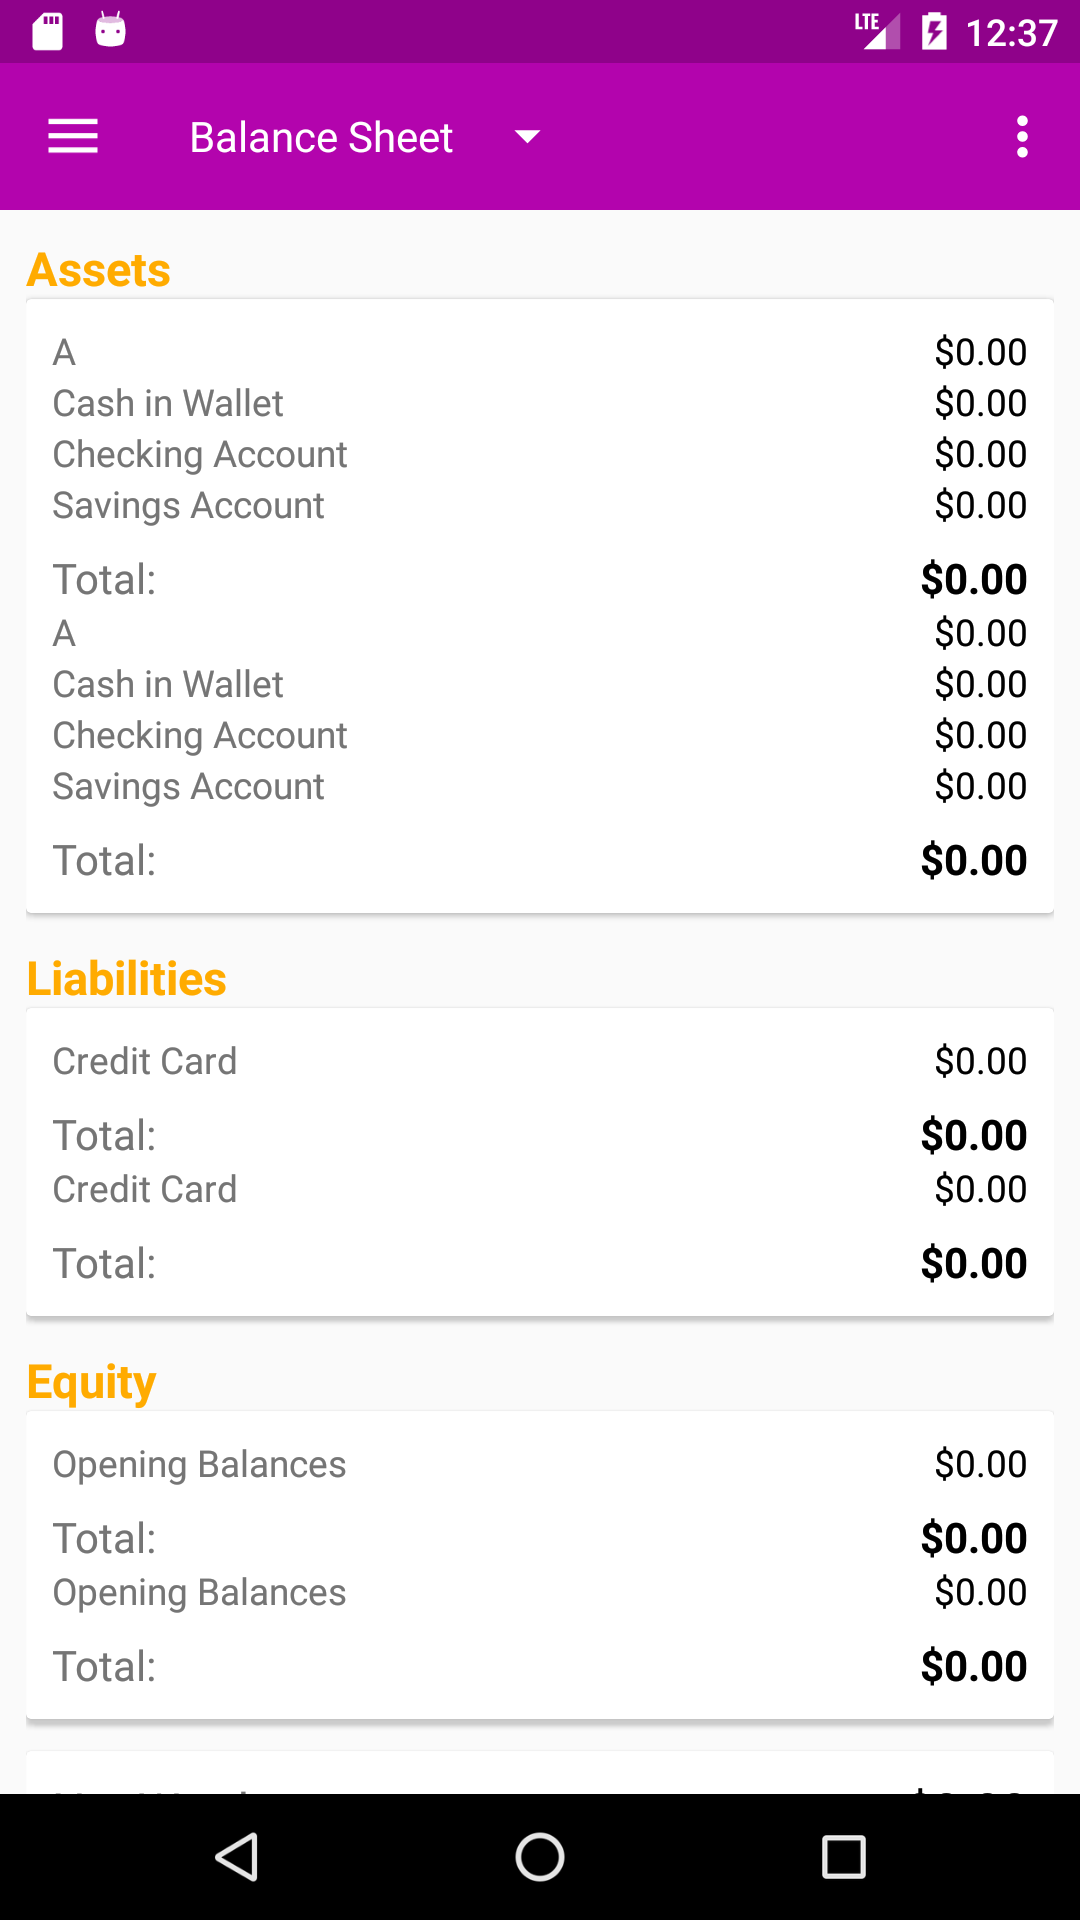 LTE 12:37
Balance Sheet
Assets
A $0.00
Cash in Wallet $0.00
Checking Account $0.00
Savings Account $0.00
Total: $0.00
A $0.00
Cash in Wallet $0.00
Checking Account $0.00
Savings Account $0.00
Total: $0.00
Liabilities
Credit Card $0.00
Total: $0.00
Credit Card $0.00
Total: $0.00
Equity
Opening Balances $0.00
Total: $0.00
Opening Balances $0.00
Total: $0.00